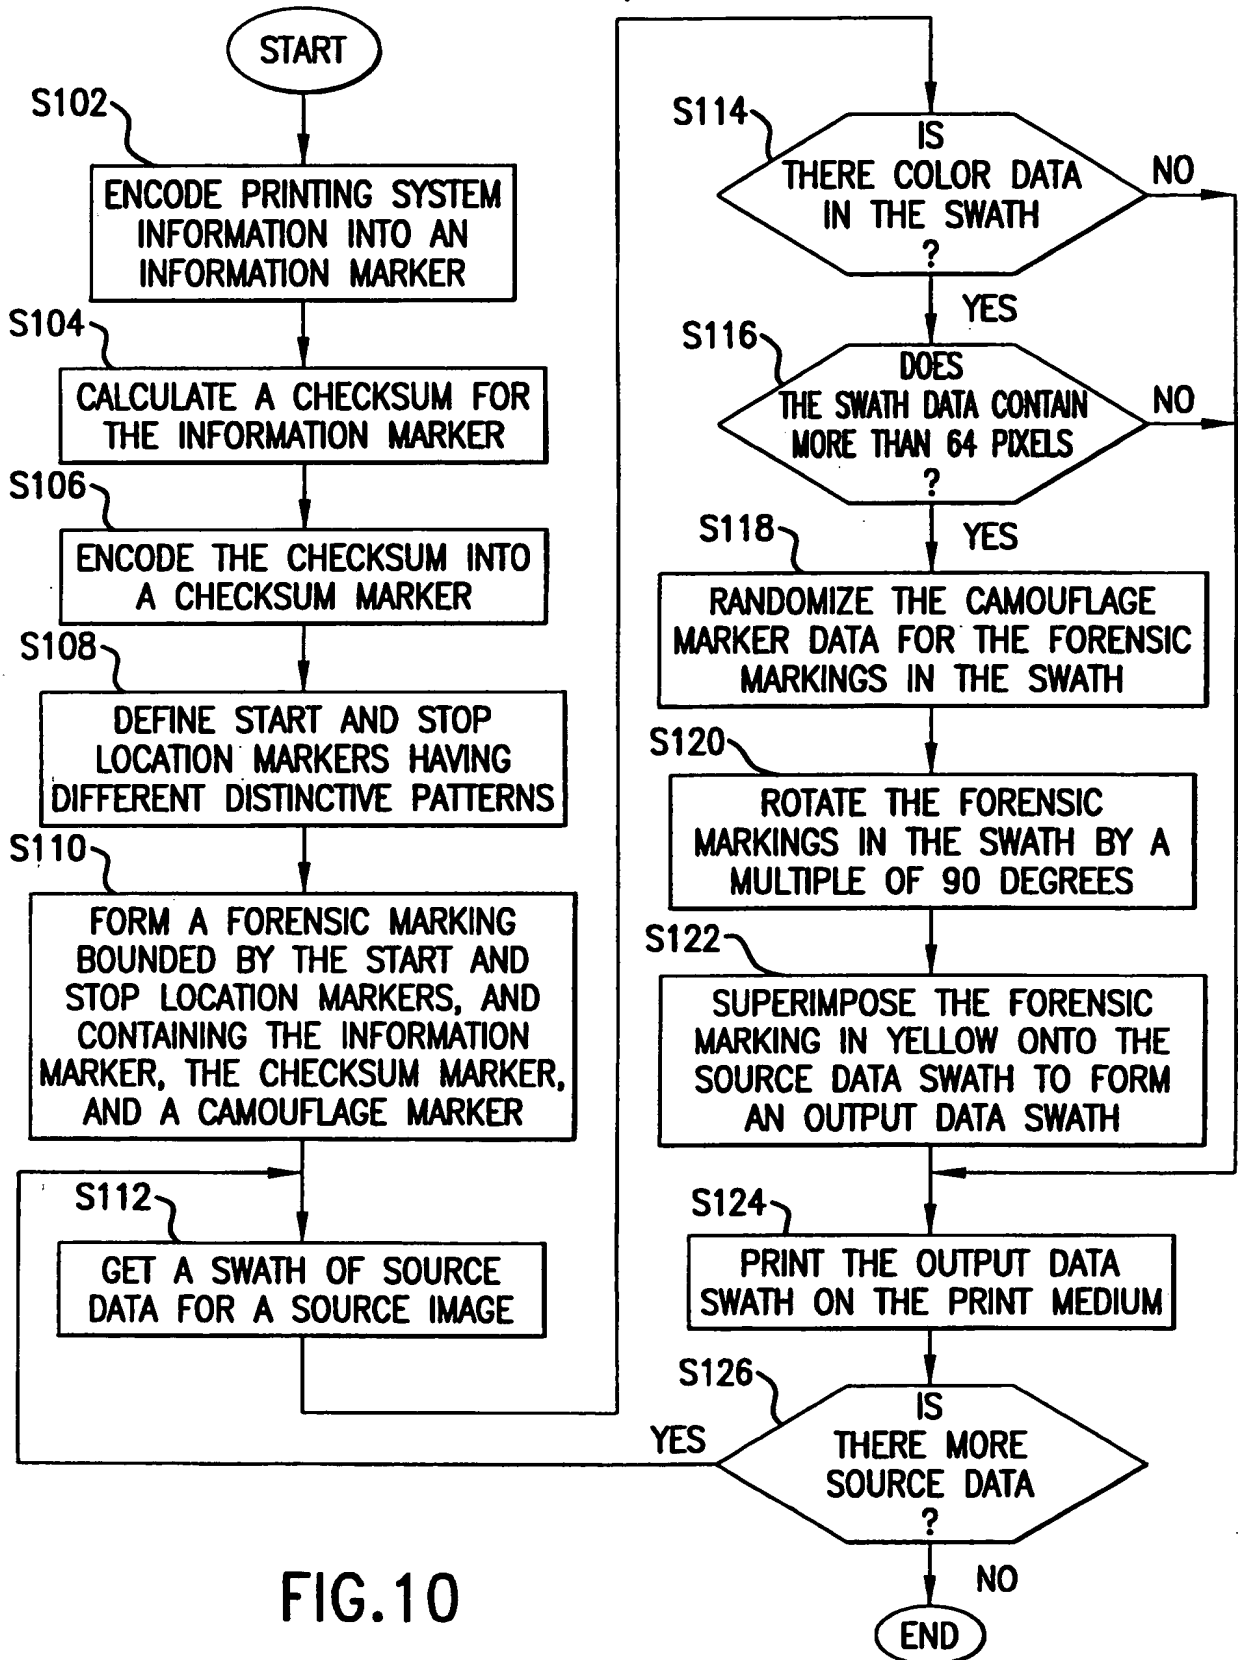 START
S102
ENCODE PRINTING SYSTEM
INFORMATION INTO AN
INFORMATION MARKER
S104
CALCULATE A CHECKSUM FOR
THE INFORMATION MARKER
S106
ENCODE THE CHECKSUM INTO
A CHECKSUM MARKER
S108
DEFINE START AND STOP
LOCATION MARKERS HAVING
DIFFERENT DISTINCTIVE PATTERNS
S110
FORM A FORENSIC MARKING
BOUNDED BY THE START AND
STOP LOCATION MARKERS, AND
CONTAINING THE INFORMATION
MARKER, THE CHECKSUM MARKER,
AND A CAMOUFLAGE MARKER
S112
GET A SWATH OF SOURCE
DATA FOR A SOURCE IMAGE
S114
IS
THERE COLOR DATA
IN THE SWATH
?
NO
YES
S116
DOES
THE SWATH DATA CONTAIN
MORE THAN 64 PIXELS
?
NO
YES
S118
RANDOMIZE THE CAMOUFLAGE
MARKER DATA FOR THE FORENSIC
MARKINGS IN THE SWATH
S120
ROTATE THE FORENSIC
MARKINGS IN THE SWATH BY A
MULTIPLE OF 90 DEGREES
S122
SUPERIMPOSE THE FORENSIC
MARKING IN YELLOW ONTO THE
SOURCE DATA SWATH TO FORM
AN OUTPUT DATA SWATH
S124
PRINT THE OUTPUT DATA
SWATH ON THE PRINT MEDIUM
S126
IS
THERE MORE
SOURCE DATA
?
YES
NO
END
FIG.10